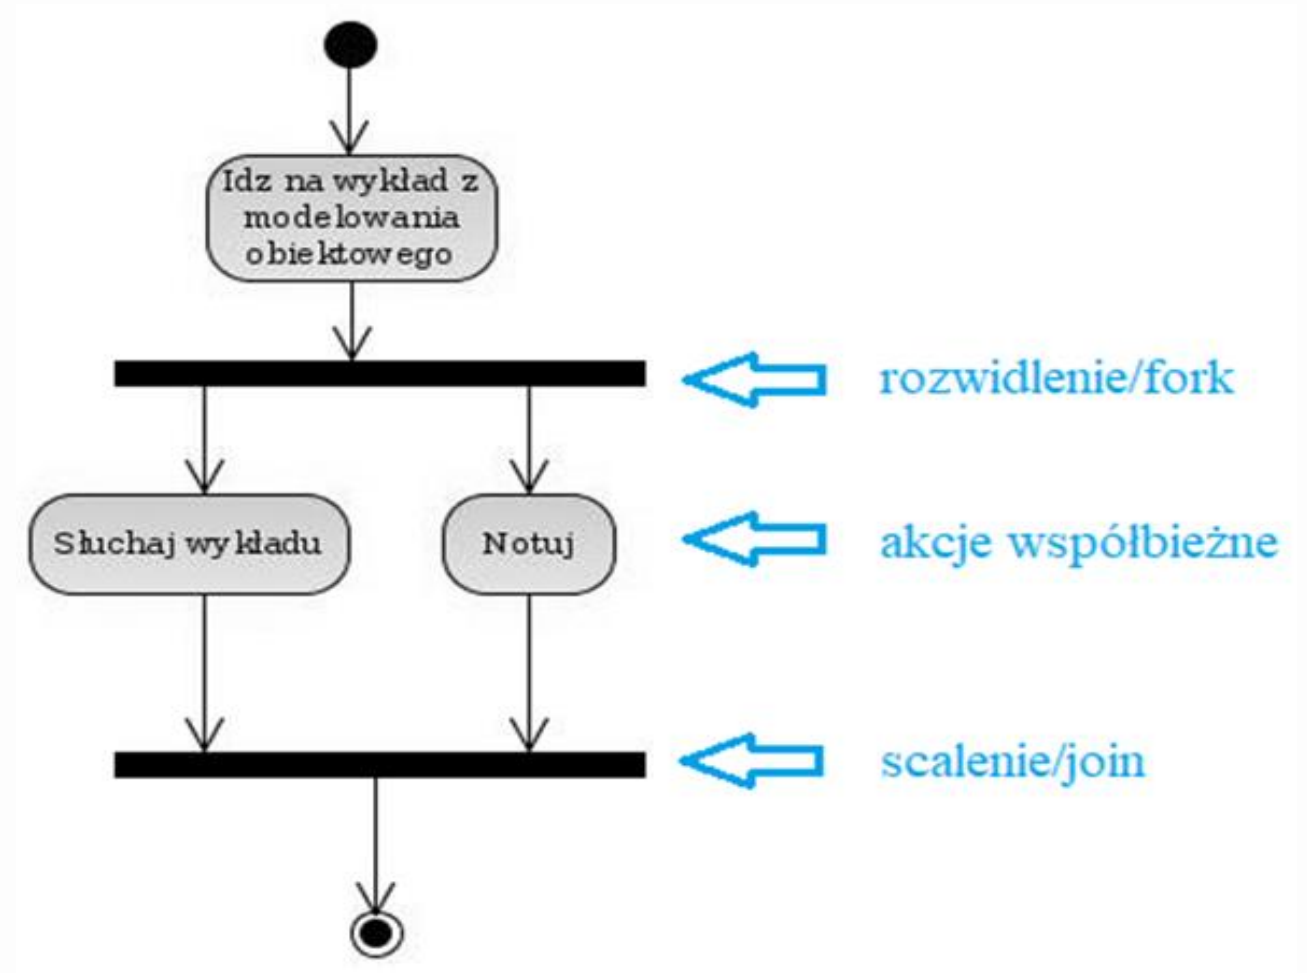 Idz na wykład z
modelowania
obiektowego
rozwidlenie/fork
Słuchaj wykładu
Notuj
akcje współbieżne
scalenie/join